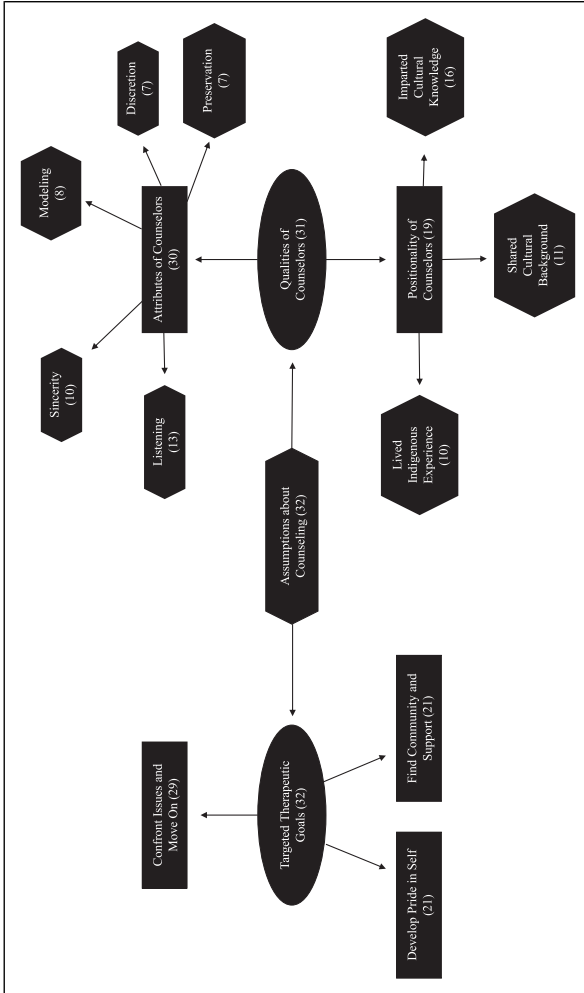 Confront Issues and
Move On (29)
Targeted Therapeutic
Goals (32)
Develop Pride in Self
(21)
Find Community and
Support (21)
Assumptions about
Counseling (32)
Qualities of
Counselors (31)
Attributes of Counselors
(30)
Listening
(13)
Sincerity
(10)
Modeling
(8)
Discretion
(7)
Preservation
(7)
Positionality of
Counselors (19)
Lived
Indigenous
Experience
(10)
Shared
Cultural
Background
(11)
Imparted
Cultural
Knowledge
(16)